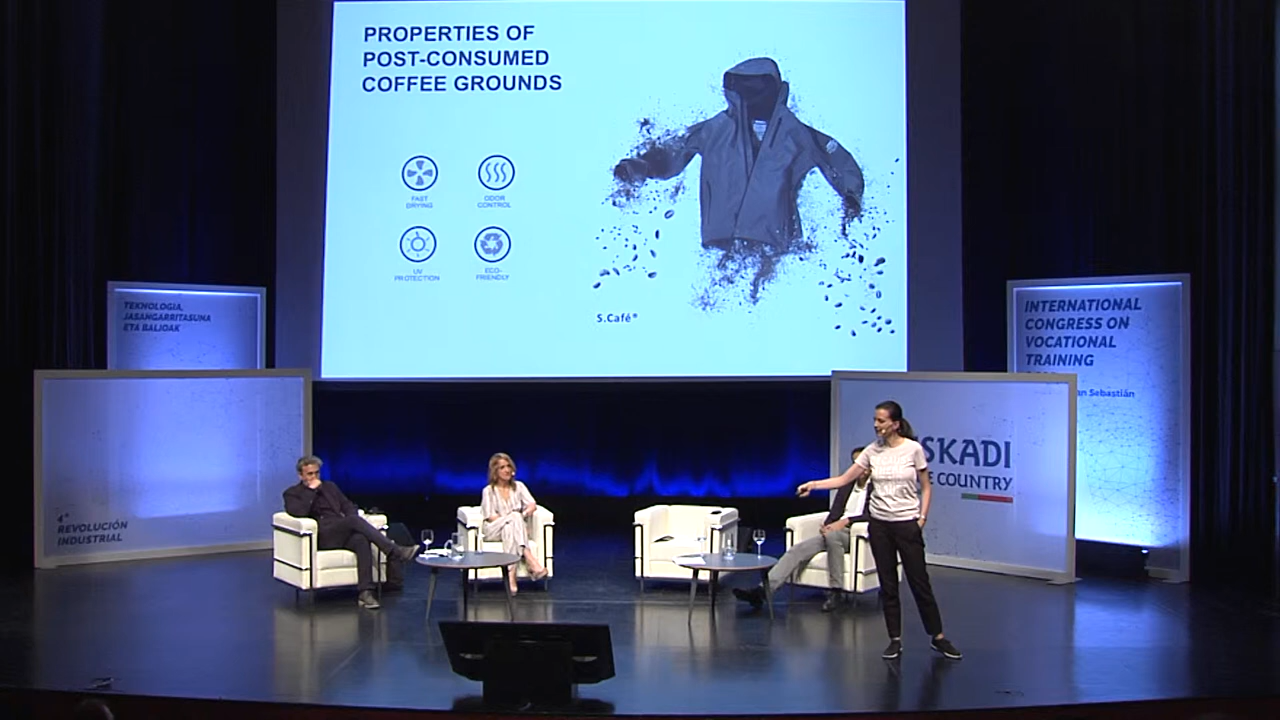 PROPERTIES OF
POST-CONSUMED
COFFEE GROUNDS
FAST
DRYING
ODOR
CONTROL
UV
PROTECTION
ECO-
FRIENDLY
S.Café®
TEKNOLOGIA,
JASANGARRITASUNA
ETA BALIOAK
4ª
REVOLUCIÓN
INDUSTRIAL
INTERNATIONAL
CONGRESS ON
VOCATIONAL
TRAINING
an Sebastián
SKADI
E COUNTRY